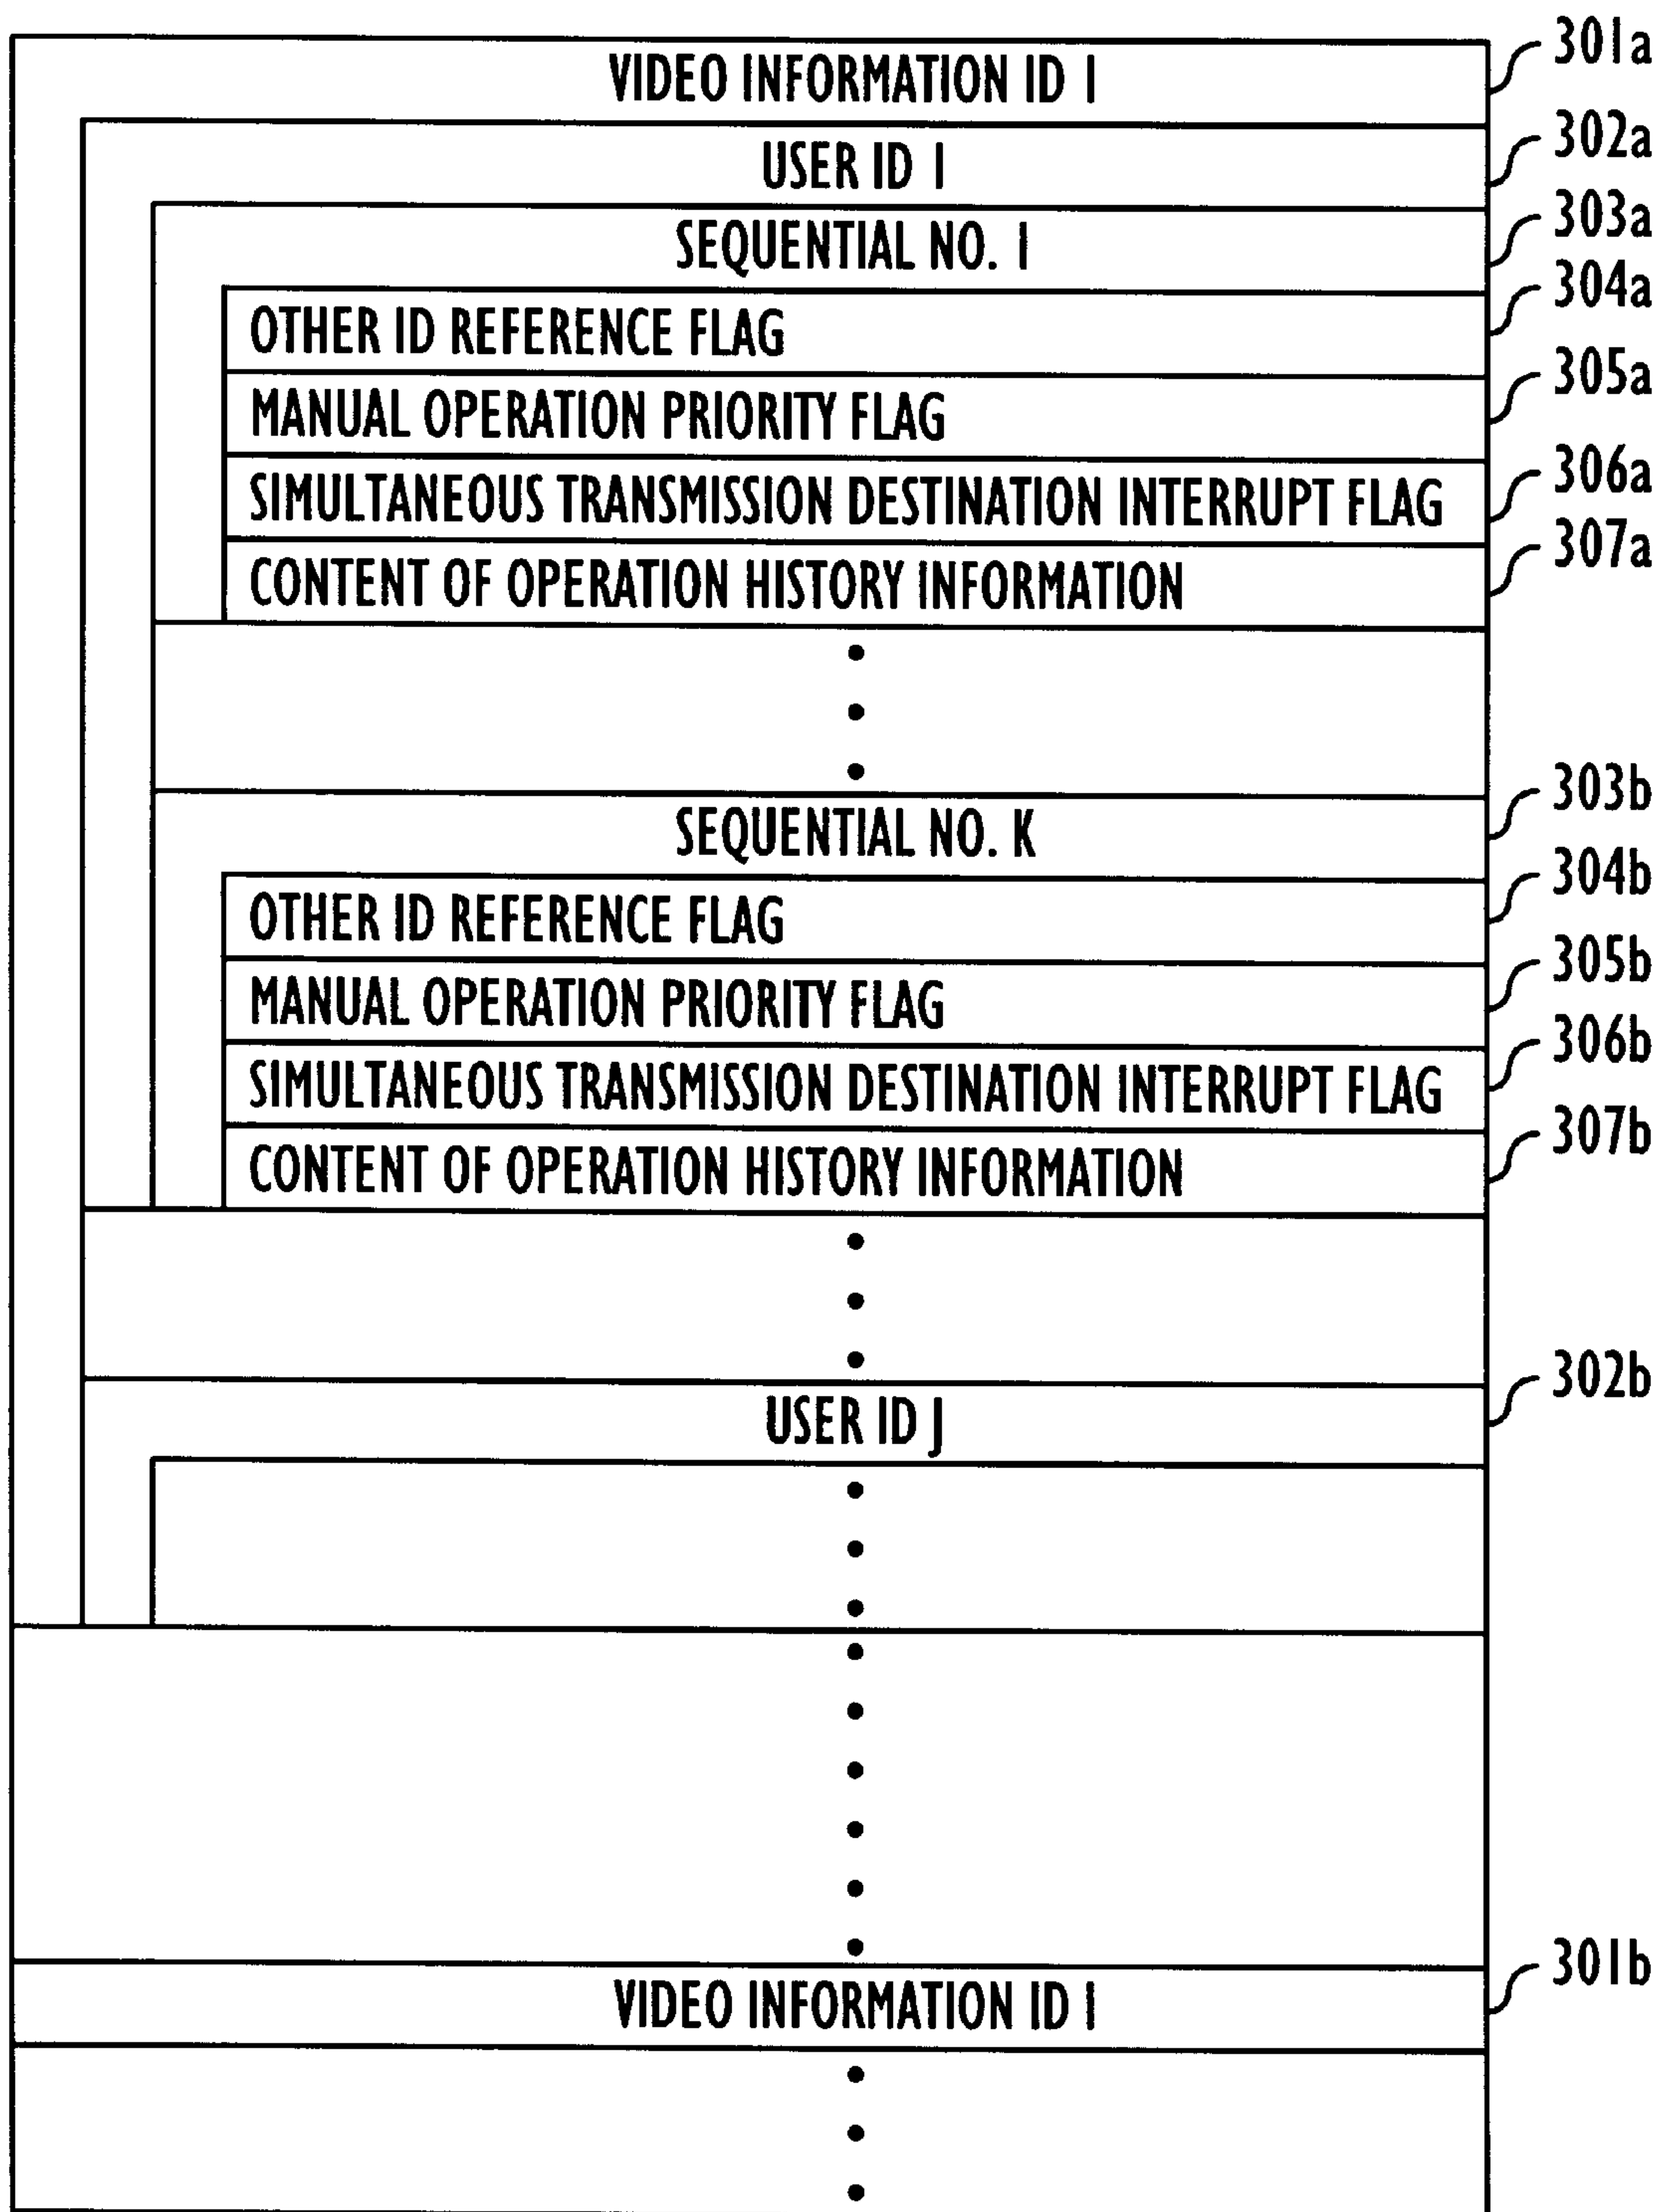 VIDEO INFORMATION ID 1 301a
USER ID 1 302a
SEQUENTIAL NO. 1 303a
OTHER ID REFERENCE FLAG 304a
MANUAL OPERATION PRIORITY FLAG 305a
SIMULTANEOUS TRANSMISSION DESTINATION INTERRUPT FLAG 306a
CONTENT OF OPERATION HISTORY INFORMATION 307a
SEQUENTIAL NO. K 303b
OTHER ID REFERENCE FLAG 304b
MANUAL OPERATION PRIORITY FLAG 305b
SIMULTANEOUS TRANSMISSION DESTINATION INTERRUPT FLAG 306b
CONTENT OF OPERATION HISTORY INFORMATION 307b
USER ID J 302b
VIDEO INFORMATION ID I 301b